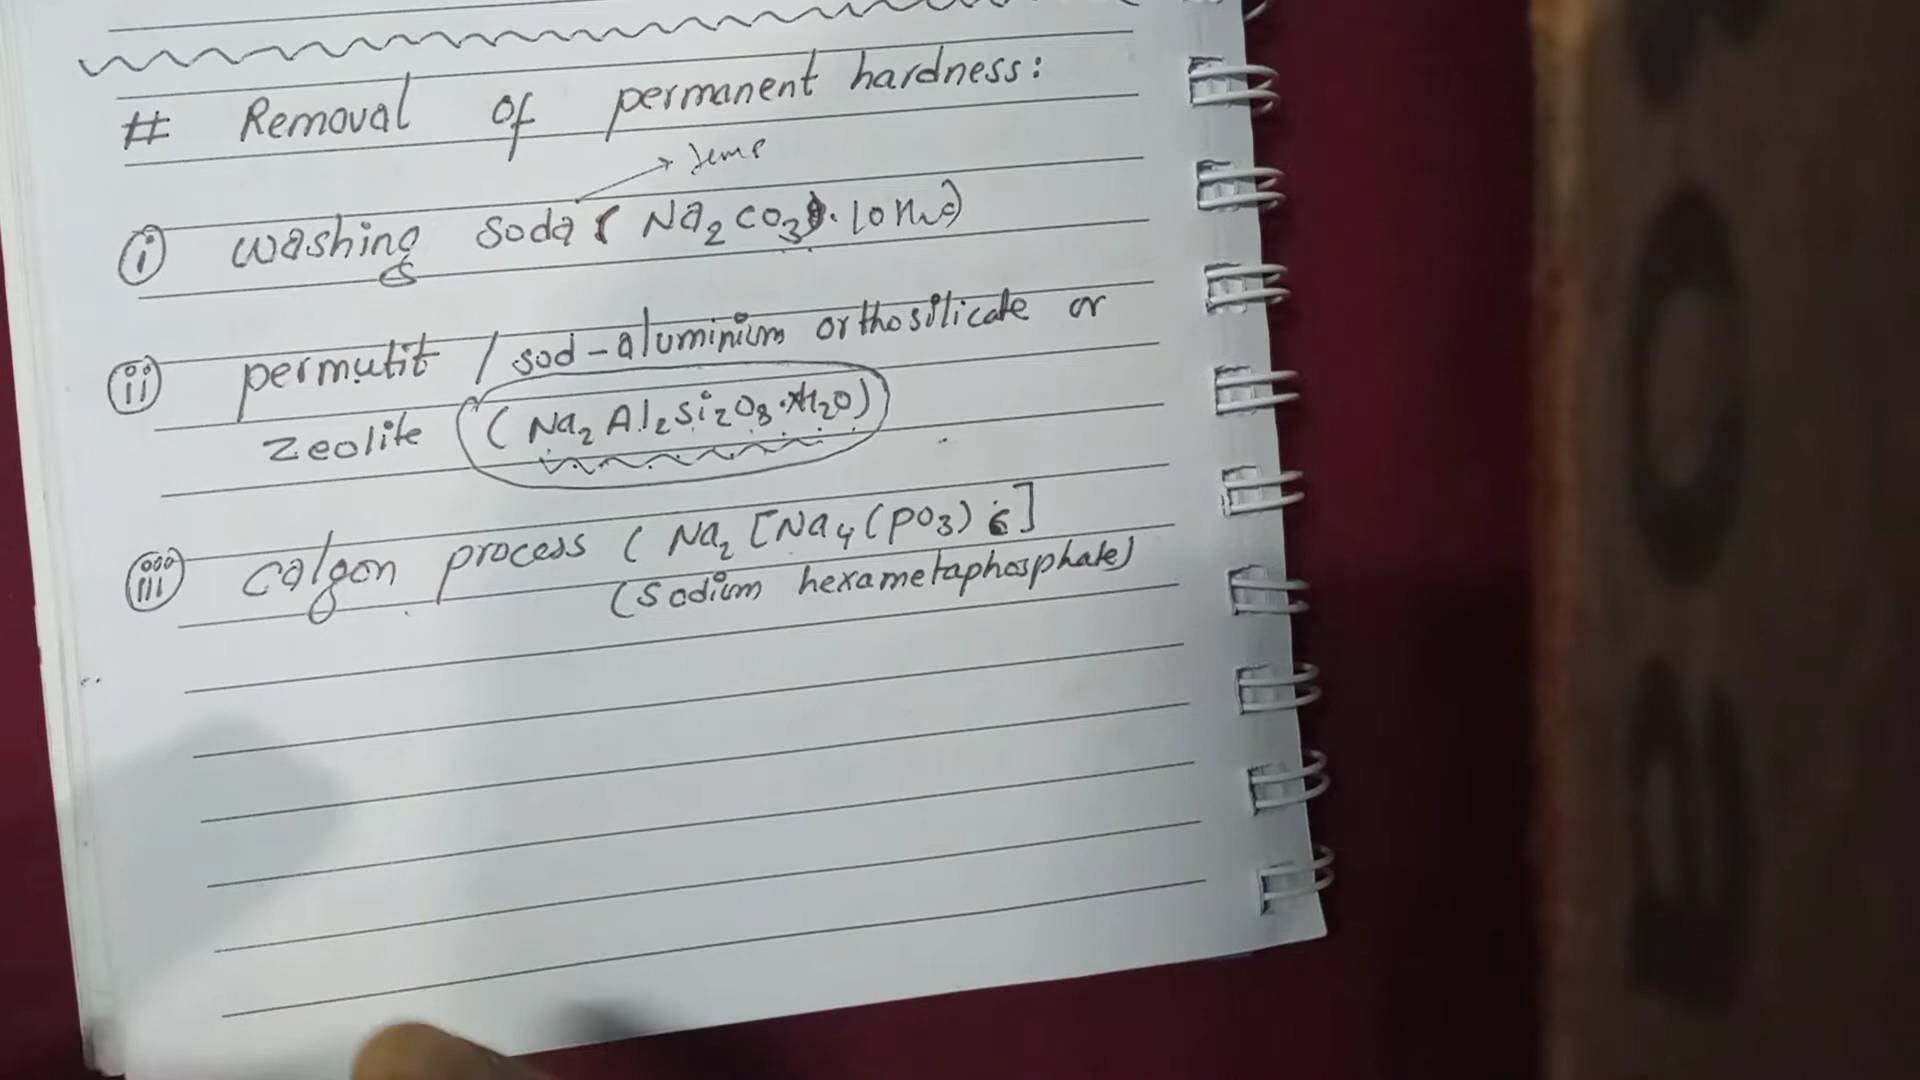 # Removal of permanent hardness:
→ temp
(i) washing soda ( Na2CO3.10H2O)
(ii) permutit / sod-aluminium orthosilicate or
zeolite (Na2Al2Si2O8.xH2O)
(iii) calgon process ( Na2 [Na4(PO3)6]
(Sodium hexametaphosphate)